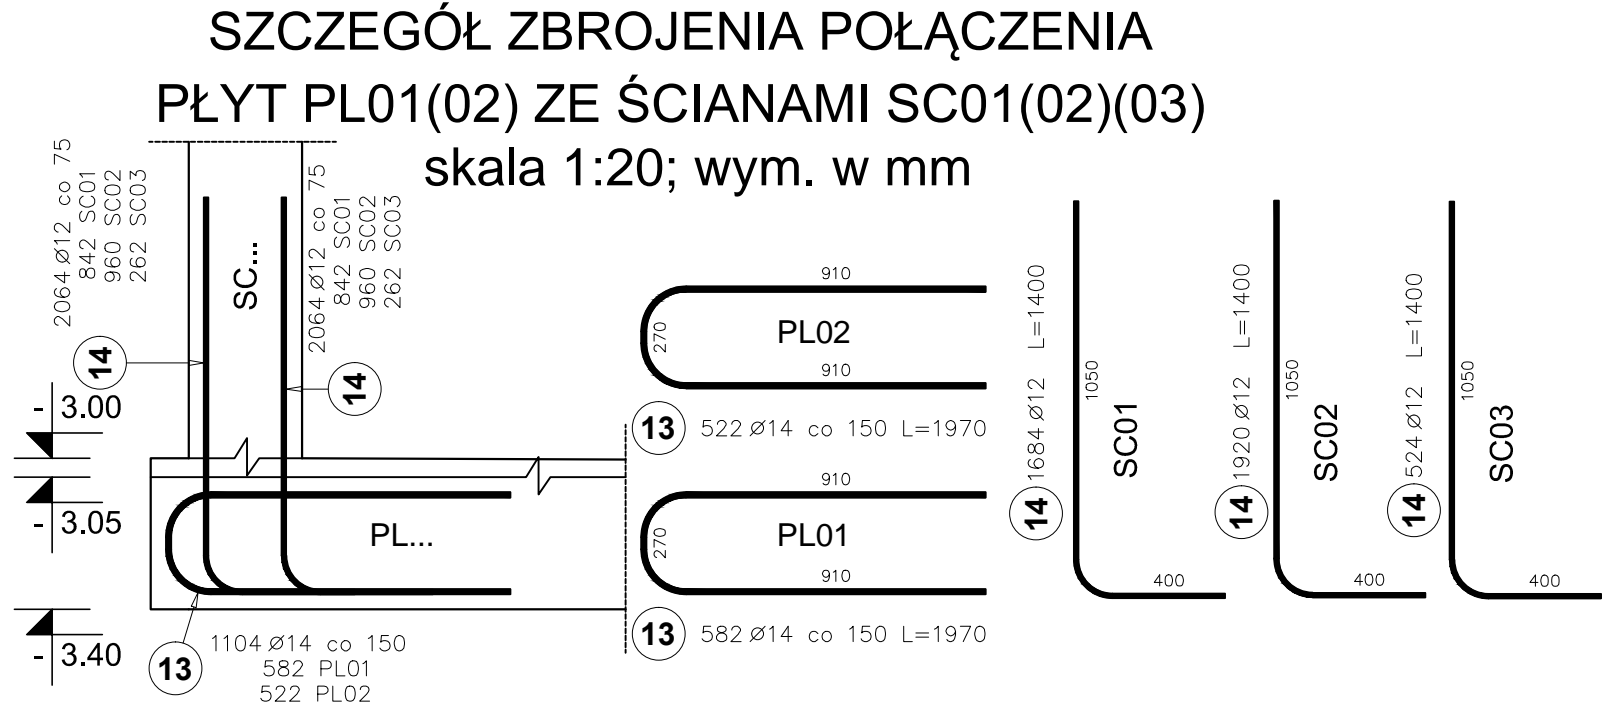 SZCZEGÓŁ ZBROJENIA POŁĄCZENIA
PŁYT PL01(02) ZE ŚCIANAMI SC01(02)(03)
skala 1:20; wym. w mm
2064 Ø12 co 75
842 SC01
960 SC02
262 SC03
SC...
2064 Ø12 co 75
842 SC01
960 SC02
262 SC03
14
14
- 3.00
- 3.05
- 3.40
PL...
13
1104 Ø14 co 150
582 PL01
522 PL02
910
270
PL02
910
13 522 Ø14 co 150 L=1970
910
270
PL01
910
13 582 Ø14 co 150 L=1970
14 1684 Ø12 L=1400
1050
SC01
400
14 1920 Ø12 L=1400
1050
SC02
400
14 524 Ø12 L=1400
1050
SC03
400